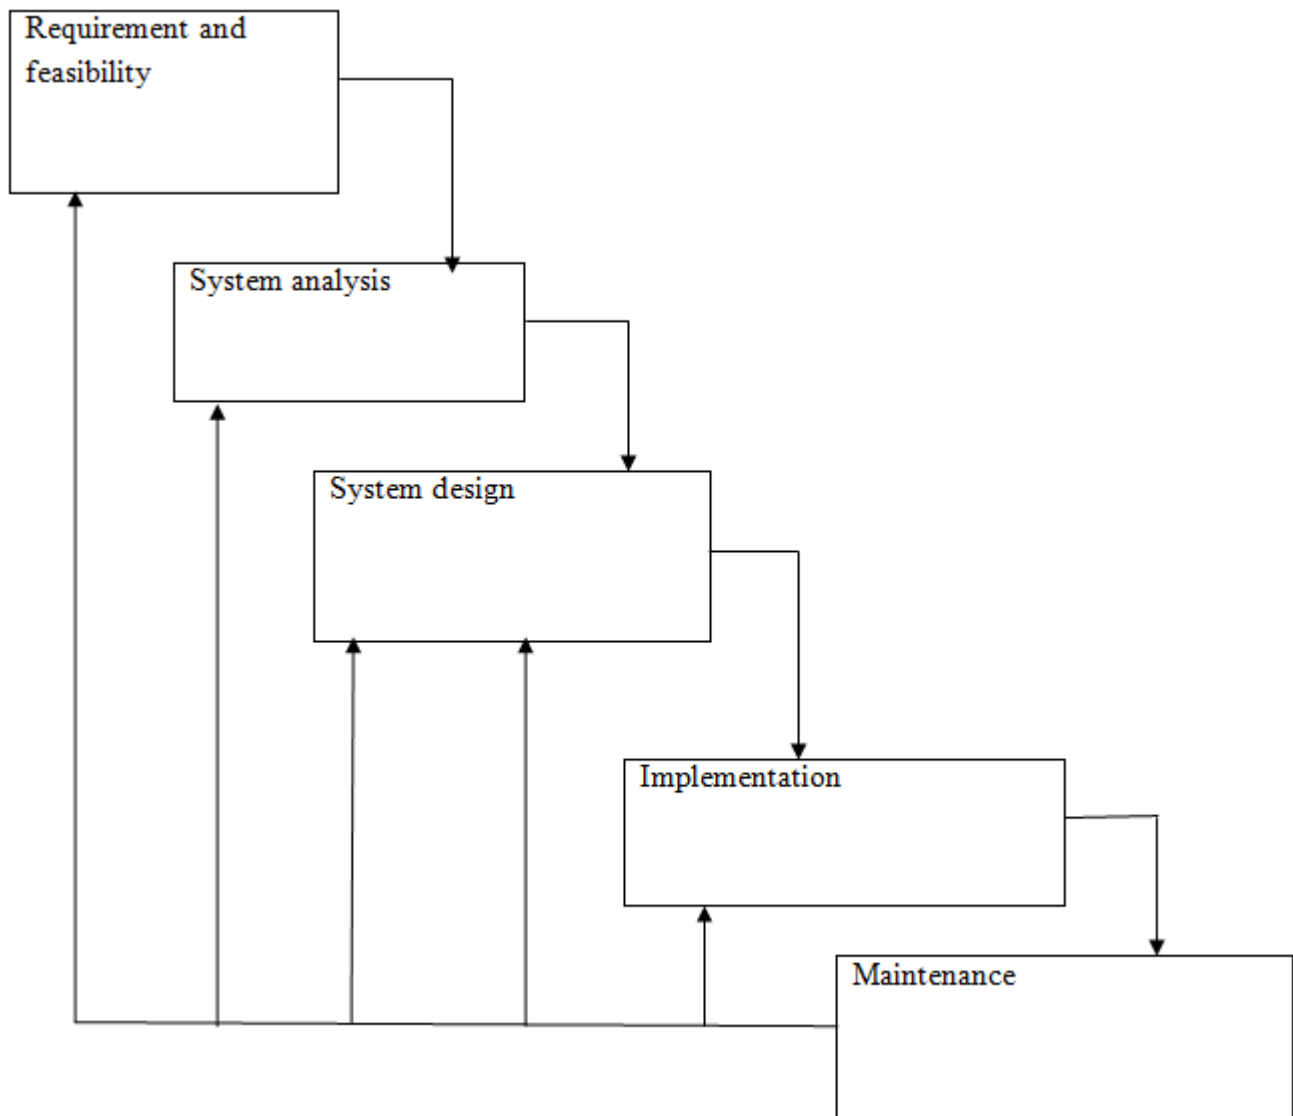 Requirement and
feasibility
System analysis
System design
Implementation
Maintenance